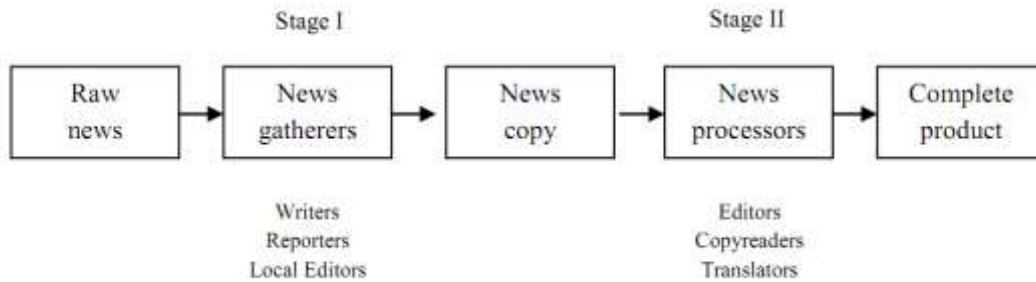 Stage I
Stage II
Raw
news
News
gatherers
News
copy
News
processors
Complete
product
Writers
Reporters
Local Editors
Editors
Copyreaders
Translators